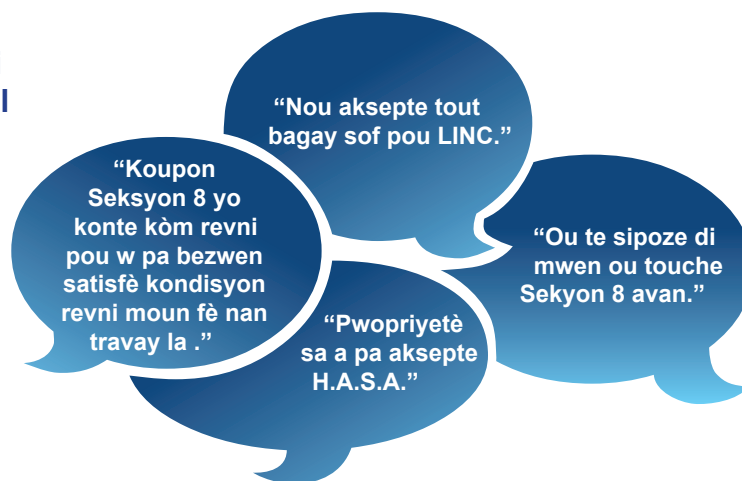 “Nou aksepte tout
bagay sof pou LINC.”
“Koupon
Seksyon 8 yo
konte kòm revni
pou w pa bezwen
satisfè kondisyon
revni moun fè nan
travay la .”
“Ou te sipoze di
mwen ou touche
Sekyon 8 avan.”
“Pwopriyetè
sa a pa aksepte
H.A.S.A.”